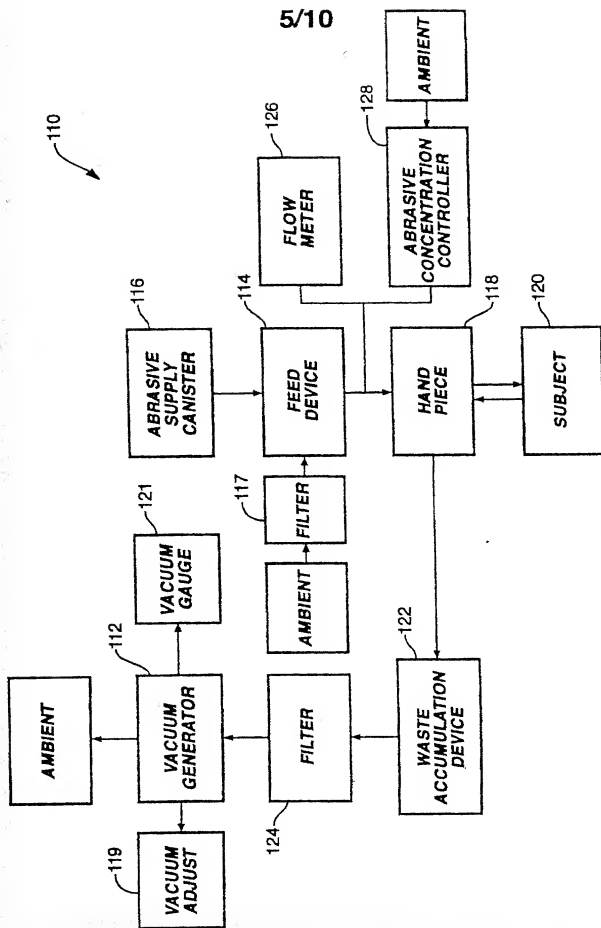 5/10
110
AMBIENT
119
VACUUM
ADJUST
112
VACUUM
GENERATOR
121
VACUUM
GAUGE
124
FILTER
122
WASTE
ACCUMULATION
DEVICE
AMBIENT
117
FILTER
116
ABRASIVE
SUPPLY
CANISTER
114
FEED
DEVICE
126
FLOW
METER
128
ABRASIVE
CONCENTRATION
CONTROLLER
AMBIENT
118
HAND
PIECE
120
SUBJECT